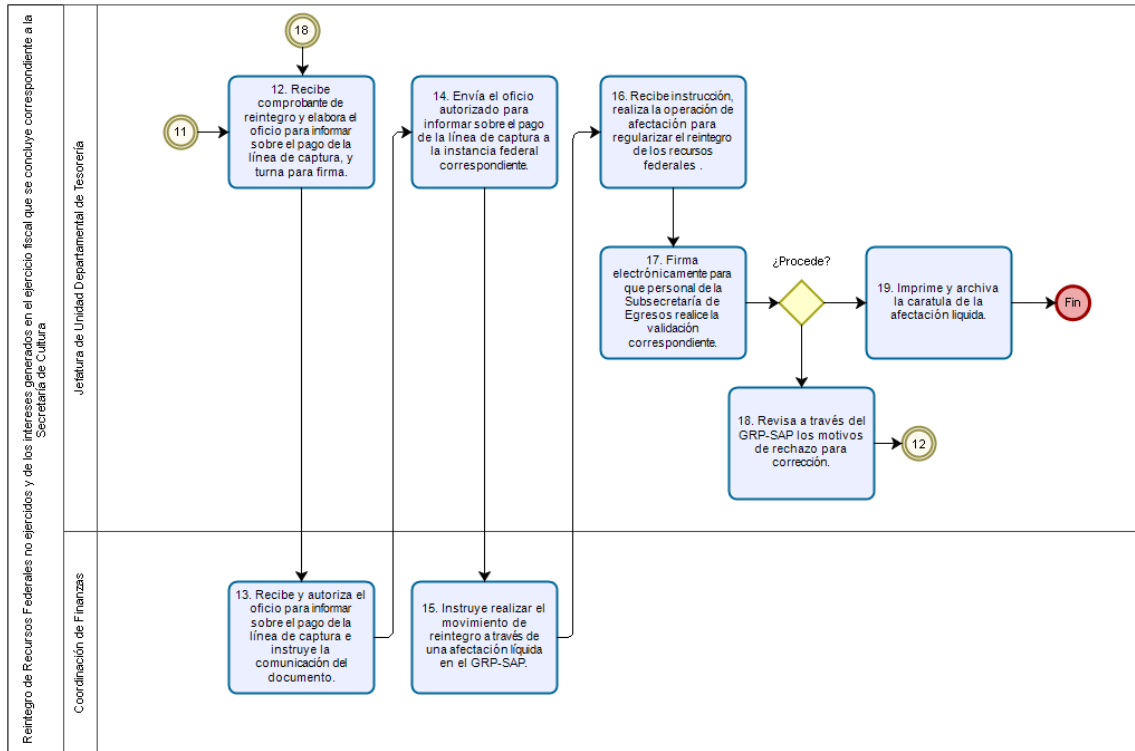 Reintegro de Recursos Federales no ejercidos y de los intereses generados en el ejercicio fiscal que se concluye correspondiente a la
Secretaría de Cultura
Jefatura de Unidad Departamental de Tesorería
18
11
12. Recibe
comprobante de
reintegro y elabora el
oficio para informar
sobre el pago de la
línea de captura, y
turna para firma.
14. Envía el oficio
autorizado para
informar sobre el pago
de la línea de captura a
la instancia federal
correspondiente.
16. Recibe instrucción,
realiza la operación de
afectación para
regularizar el reintegro
de los recursos
federales .
17. Firma
electrónicamente para
que personal de la
Subsecretaría de
Egresos realice la
validación
correspondiente.
¿Procede?
19. Imprime y archiva
la caratula de la
afectación liquida.
Fin
18. Revisa a través del
GRP-SAP los motivos
de rechazo para
corrección.
12
Coordinación de Finanzas
13. Recibe y autoriza el
oficio para informar
sobre el pago de la
línea de captura e
instruye la
comunicación del
documento.
15. Instruye realizar el
movimiento de
reintegro a través de
una afectación líquida
en el GRP-SAP.